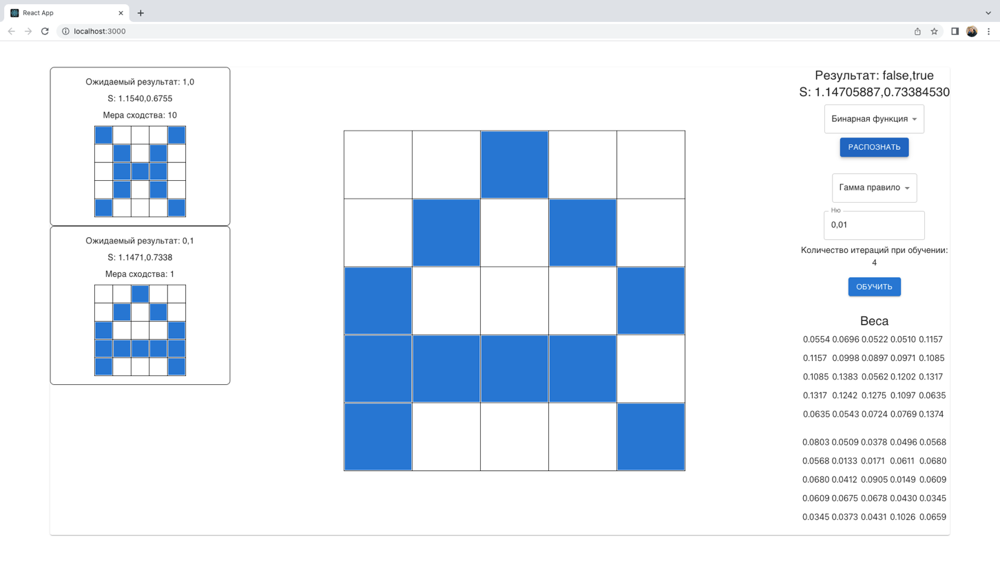 React App
localhost:3000
Ожидаемый результат: 1,0
S: 1.1540,0.6755
Мера сходства: 10
Ожидаемый результат: 0,1
S: 1.1471,0.7338
Мера сходства: 1
Результат: false,true
S: 1.14705887,0.73384530
Бинарная функция
РАСПОЗНАТЬ
Гамма правило
Ню
0,01
Количество итераций при обучении:
4
ОБУЧИТЬ
Веса
0.0554 0.0696 0.0522 0.0510 0.1157
0.1157 0.0998 0.0897 0.0971 0.1085
0.1085 0.1383 0.0562 0.1202 0.1317
0.1317 0.1242 0.1275 0.1097 0.0635
0.0635 0.0543 0.0724 0.0769 0.1374
0.0803 0.0509 0.0378 0.0496 0.0568
0.0568 0.0133 0.0171 0.0611 0.0680
0.0680 0.0412 0.0905 0.0149 0.0609
0.0609 0.0675 0.0678 0.0430 0.0345
0.0345 0.0373 0.0431 0.1026 0.0659